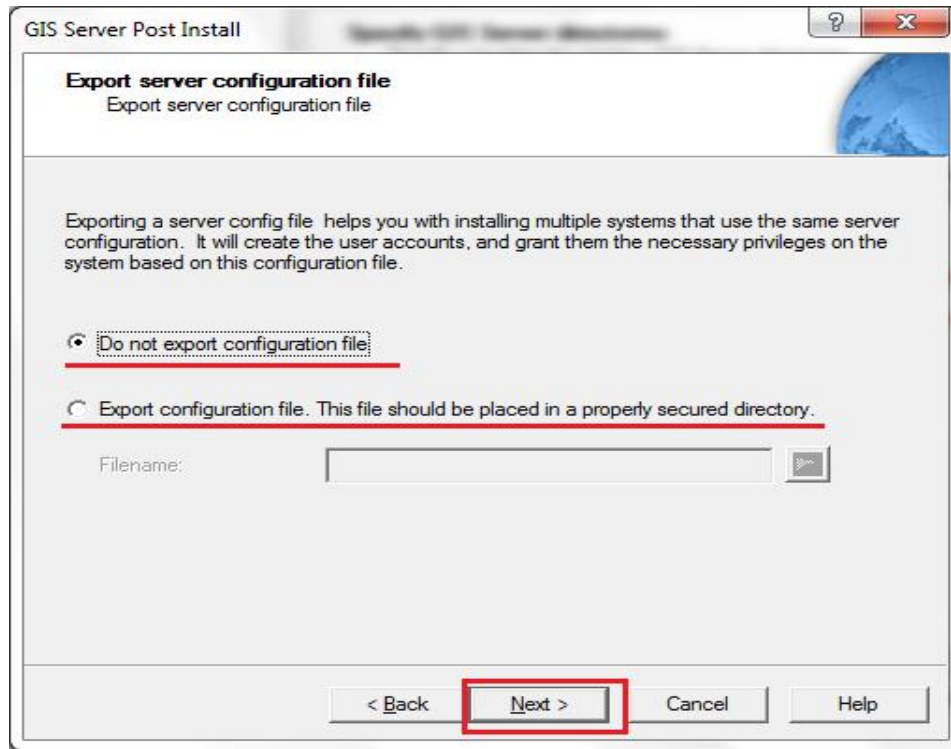 GIS Server Post Install
Export server configuration file
Export server configuration file
Exporting a server config file  helps you with installing multiple systems that use the same server
configuration.  It will create the user accounts, and grant them the necessary privileges on the
system based on this configuration file.
Do not export configuration file
Export configuration file. This file should be placed in a properly secured directory.
Filename:
< Back
Next >
Cancel
Help